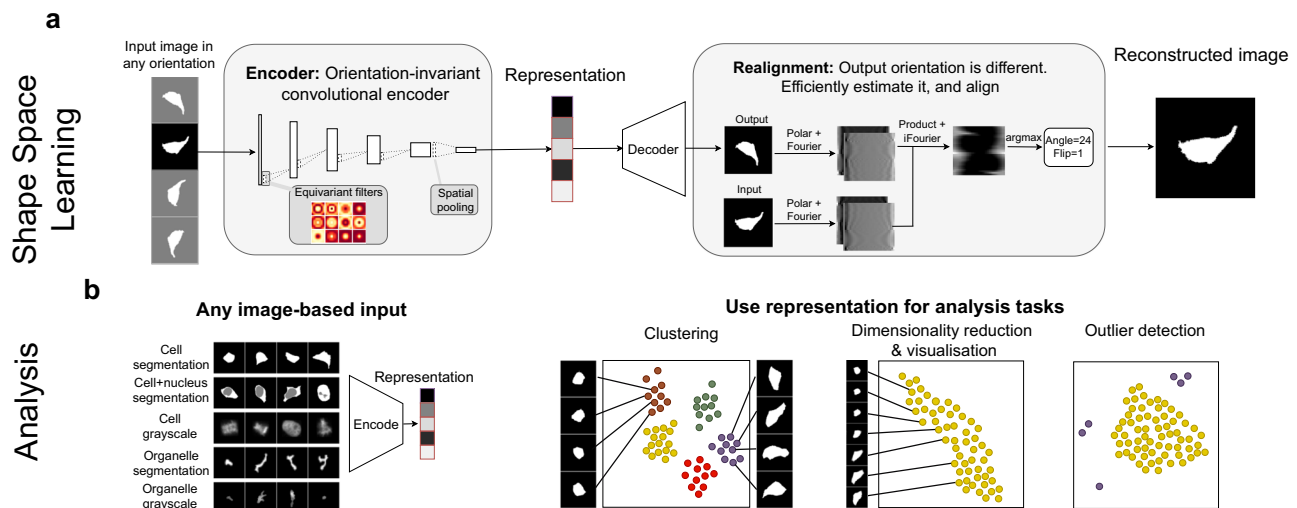 a
Shape Space
Learning
Input image in
any orientation
Encoder: Orientation-invariant
convolutional encoder
Equivariant filters
Spatial
pooling
Representation
Decoder
Realignment: Output orientation is different.
Efficiently estimate it, and align
Output
Polar +
Fourier
Product +
iFourier
argmax
Angle=24
Flip=1
Input
Polar +
Fourier
Reconstructed image
b
Analysis
Any image-based input
Cell
segmentation
Cell+nucleus
segmentation
Cell
grayscale
Organelle
segmentation
Organelle
grayscale
Encode
Representation
Use representation for analysis tasks
Clustering
Dimensionality reduction
& visualisation
Outlier detection